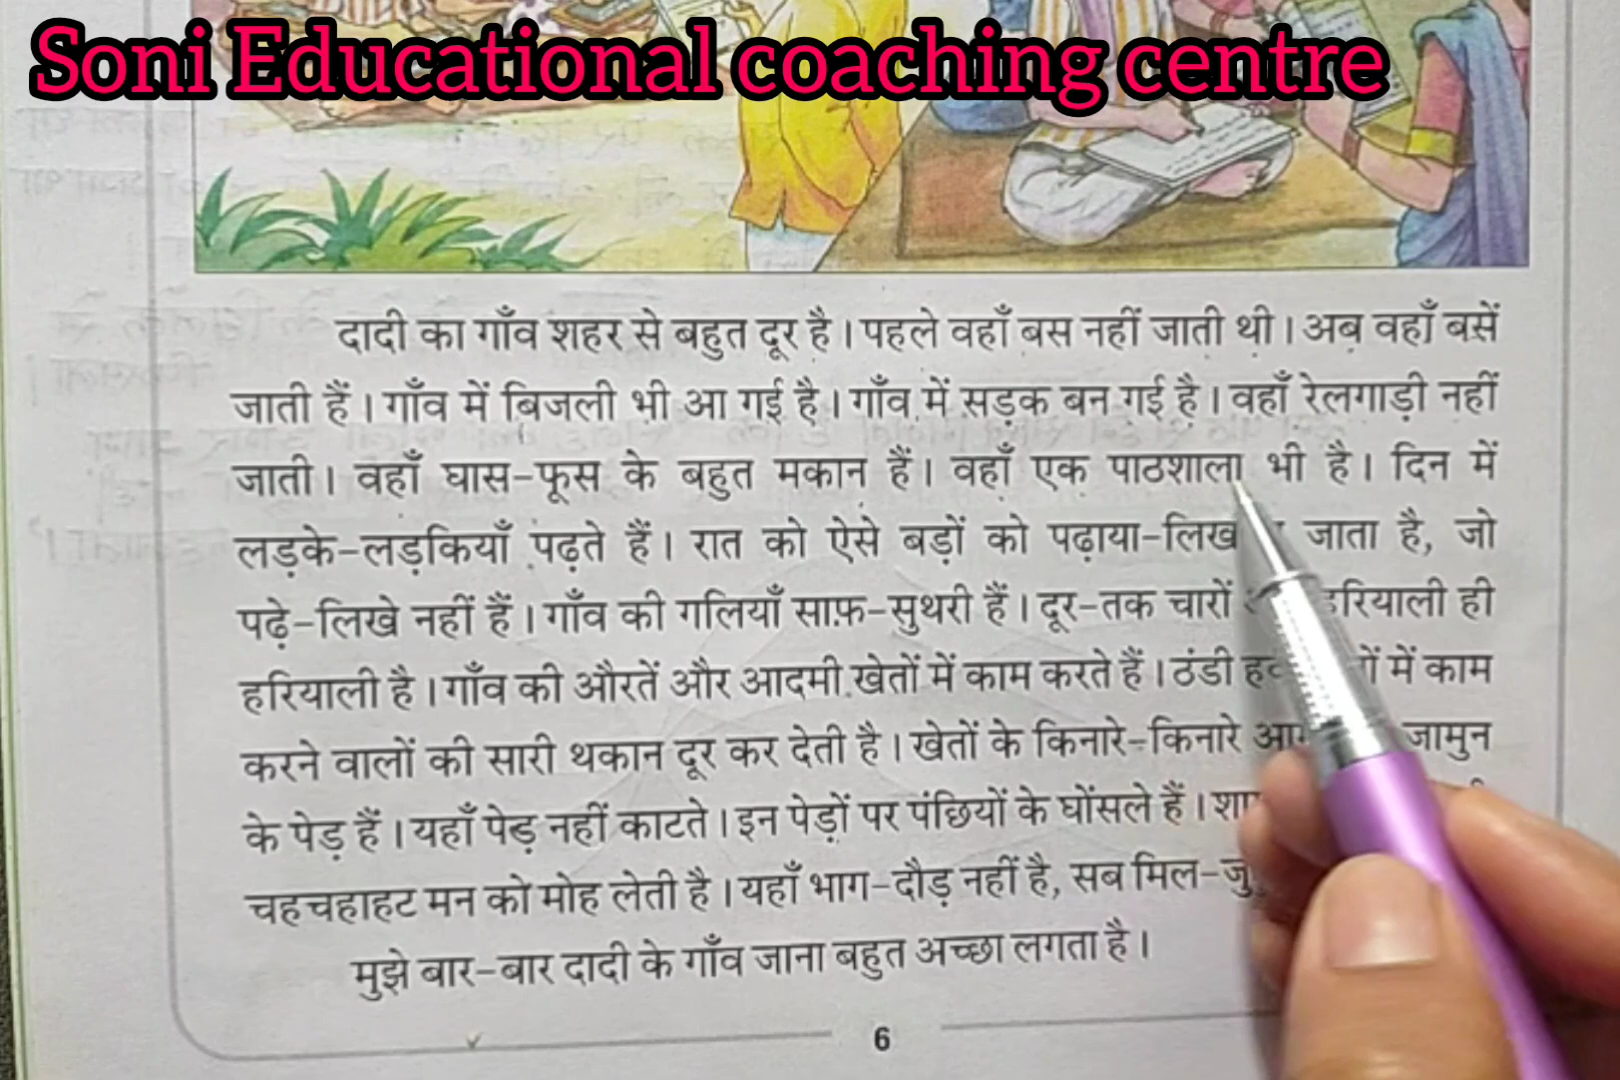 Soni Educational coaching centre
दादी का गाँव शहर से बहुत दूर है। पहले वहाँ बस नहीं जाती थी। अब वहाँ बसें
जाती हैं। गाँव में बिजली भी आ गई है। गाँव में सड़क बन गई है। वहाँ रेलगाड़ी नहीं
जाती। वहाँ घास-फूस के बहुत मकान हैं। वहाँ एक पाठशाला भी है। दिन में
लड़के-लड़कियाँ पढ़ते हैं। रात को ऐसे बड़ों को पढ़ाया-लिख जाता है, जो
पढ़े-लिखे नहीं हैं। गाँव की गलियाँ साफ़-सुथरी हैं। दूर-तक चारों हरियाली ही
हरियाली है। गाँव की औरतें और आदमी खेतों में काम करते हैं। ठंडी में काम
करने वालों की सारी थकान दूर कर देती है। खेतों के किनारे-किनारे जामुन
के पेड़ हैं। यहाँ पेड़ नहीं काटते। इन पेड़ों पर पंछियों के घोंसले हैं।
चहचहाहट मन को मोह लेती है। यहाँ भाग-दौड़ नहीं है, सब मिल-जु
मुझे बार-बार दादी के गाँव जाना बहुत अच्छा लगता है।
6